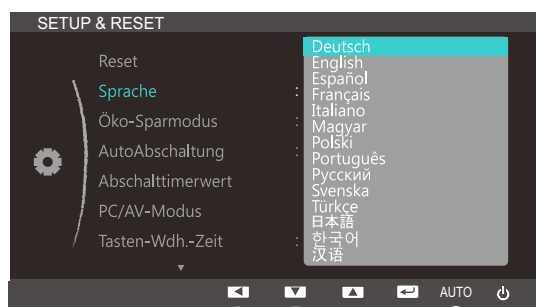 SETUP & RESET
Reset
Sprache :
Öko-Sparmodus :
AutoAbschaltung :
Abschalttimerwert
PC/AV-Modus
Tasten-Wdh.-Zeit :
Deutsch
English
Español
Français
Italiano
Magyar
Polski
Português
Русский
Svenska
Türkçe
日本語
한국어
汉语
AUTO